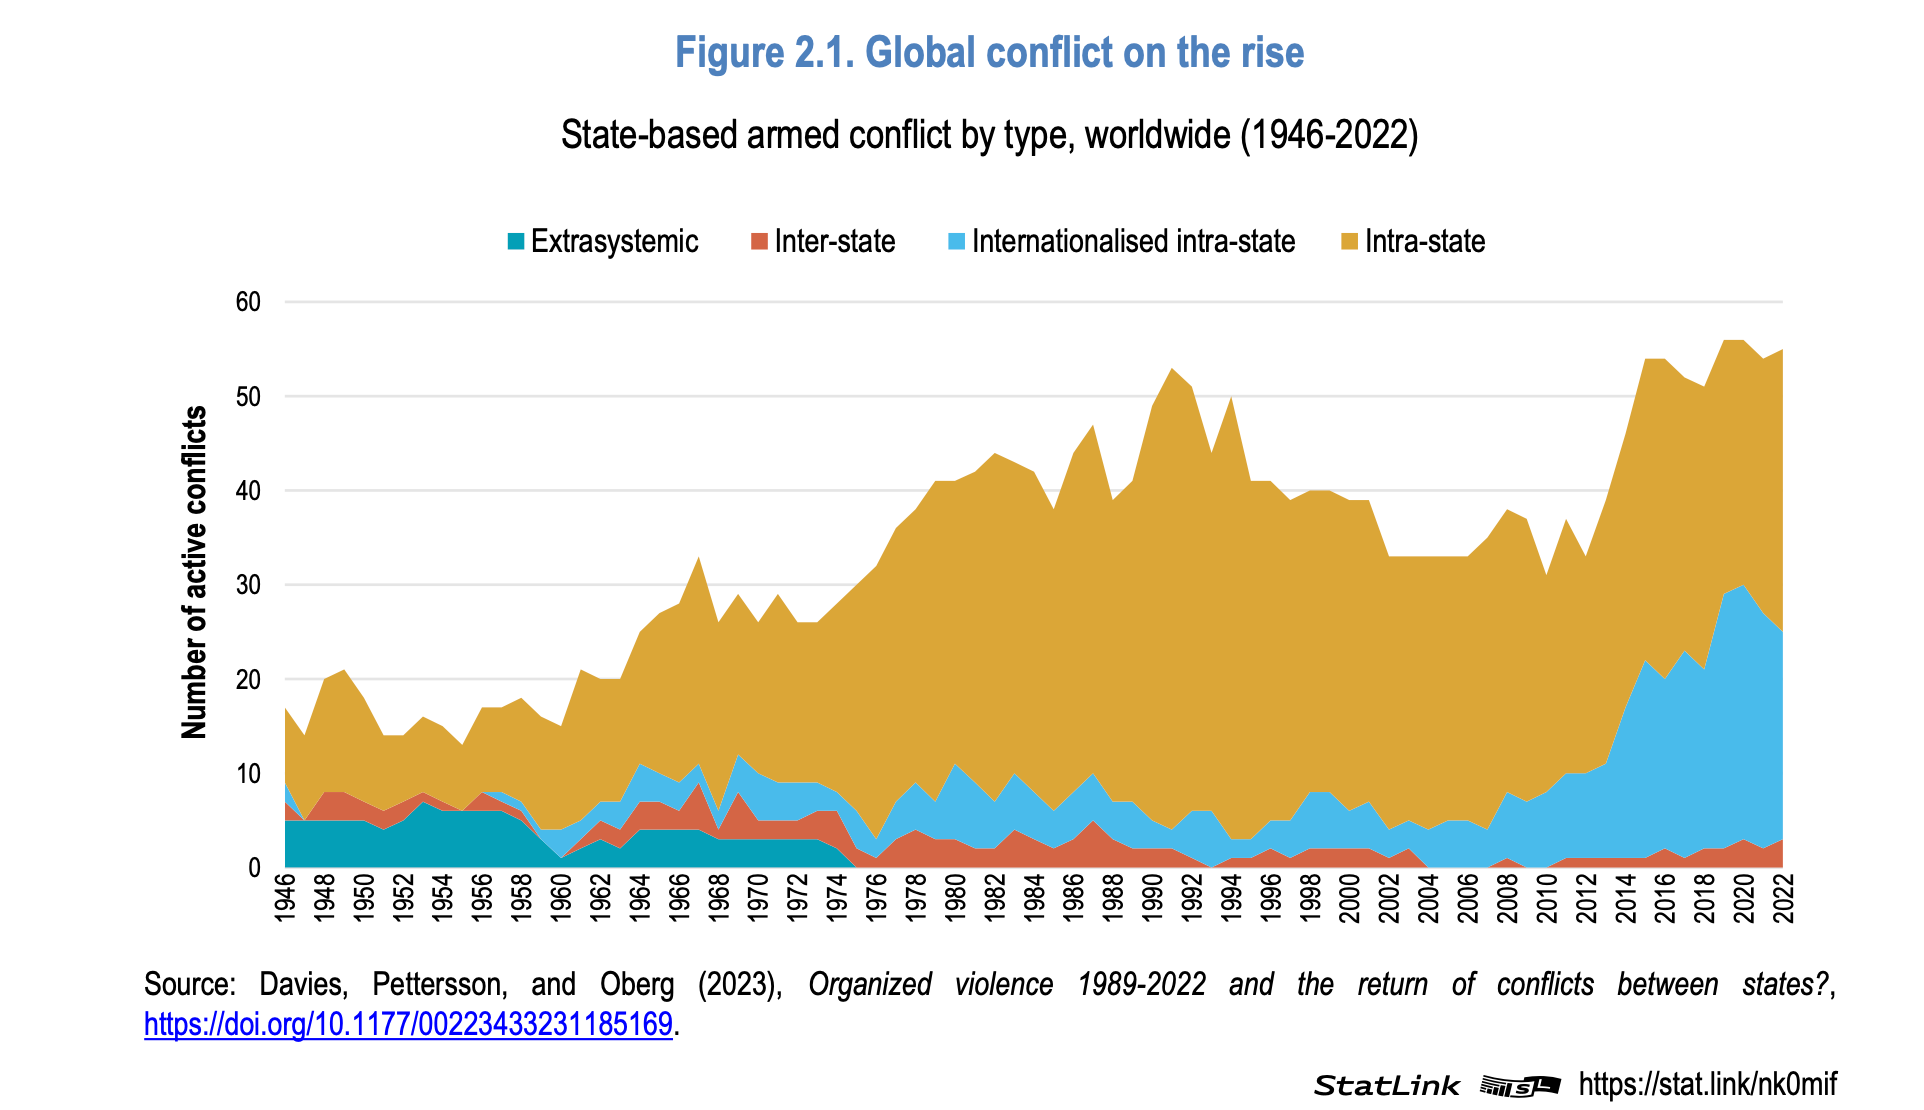 Figure 2.1. Global conflict on the rise
State-based armed conflict by type, worldwide (1946-2022)
Extrasystemic Inter-state Internationalised intra-state Intra-state
Number of active conflicts
60
50
40
30
20
10
0
1946 1948 1950 1952 1954 1956 1958 1960 1962 1964 1966 1968 1970 1972 1974 1976 1978 1980 1982 1984 1986 1988 1990 1992 1994 1996 1998 2000 2002 2004 2006 2008 2010 2012 2014 2016 2018 2020 2022
Source: Davies, Pettersson, and Oberg (2023), Organized violence 1989-2022 and the return of conflicts between states?,
https://doi.org/10.1177/00223433231185169.
StatLink SL https://stat.link/nk0mif